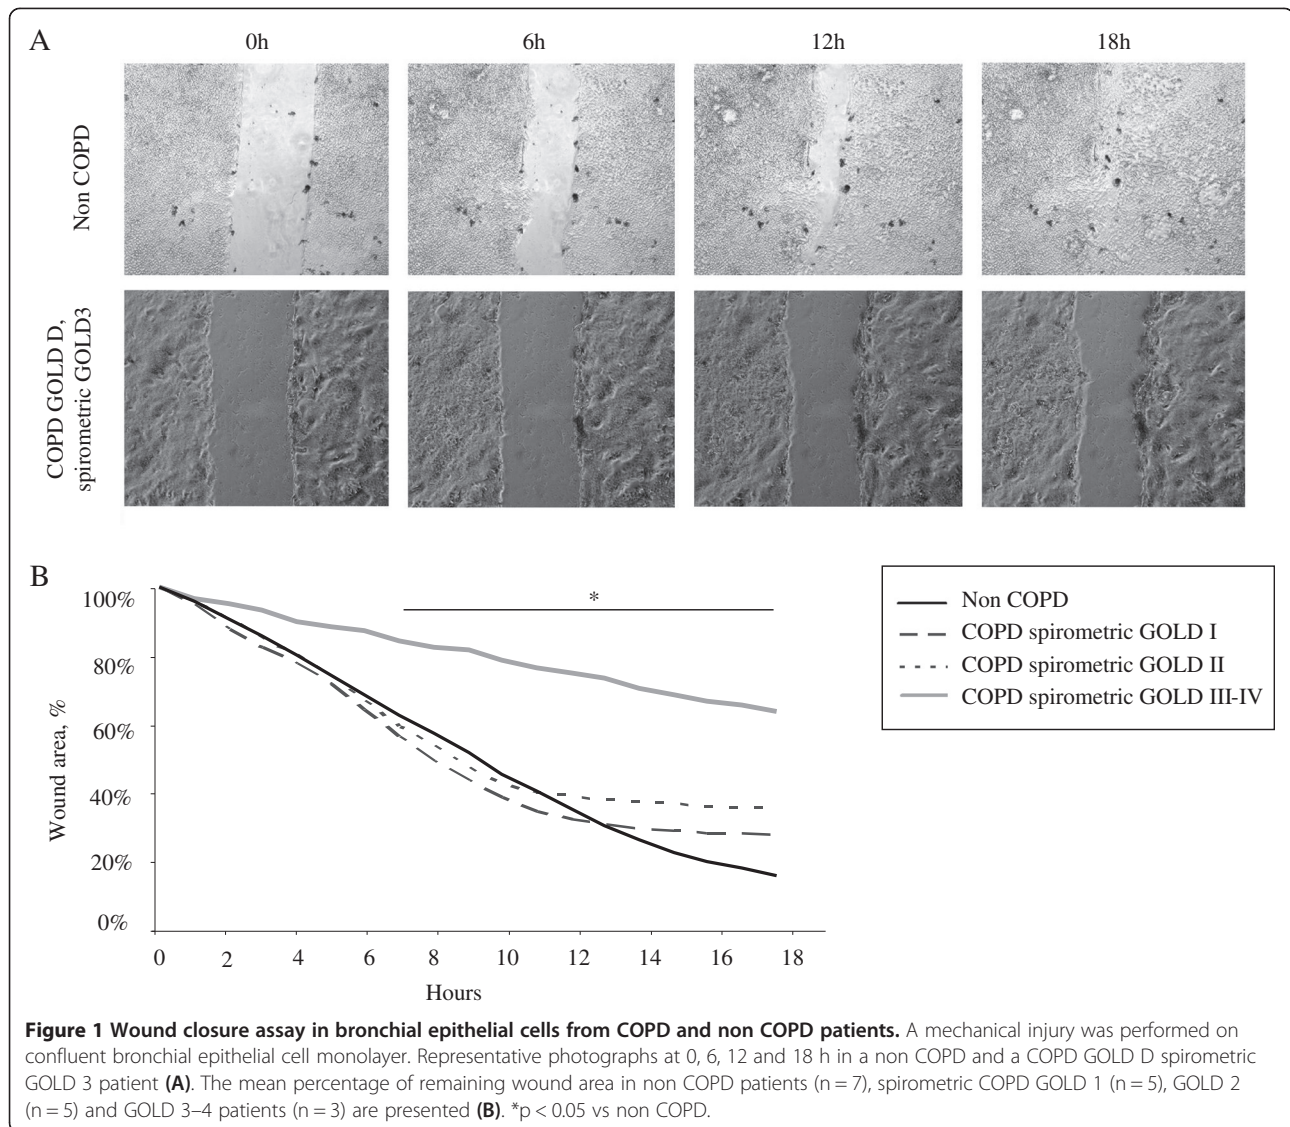 A
0h 6h 12h 18h
Non COPD
COPD GOLD D,
spirometric GOLD3
B
100%
80%
60%
40%
20%
0%
Wound area, %
*
0 2 4 6 8 10 12 14 16 18
Hours
Non COPD
COPD spirometric GOLD I
COPD spirometric GOLD II
COPD spirometric GOLD III-IV
Figure 1 Wound closure assay in bronchial epithelial cells from COPD and non COPD patients. A mechanical injury was performed on
confluent bronchial epithelial cell monolayer. Representative photographs at 0, 6, 12 and 18 h in a non COPD and a COPD GOLD D spirometric
GOLD 3 patient (A). The mean percentage of remaining wound area in non COPD patients (n = 7), spirometric COPD GOLD 1 (n = 5), GOLD 2
(n = 5) and GOLD 3–4 patients (n = 3) are presented (B). *p < 0.05 vs non COPD.